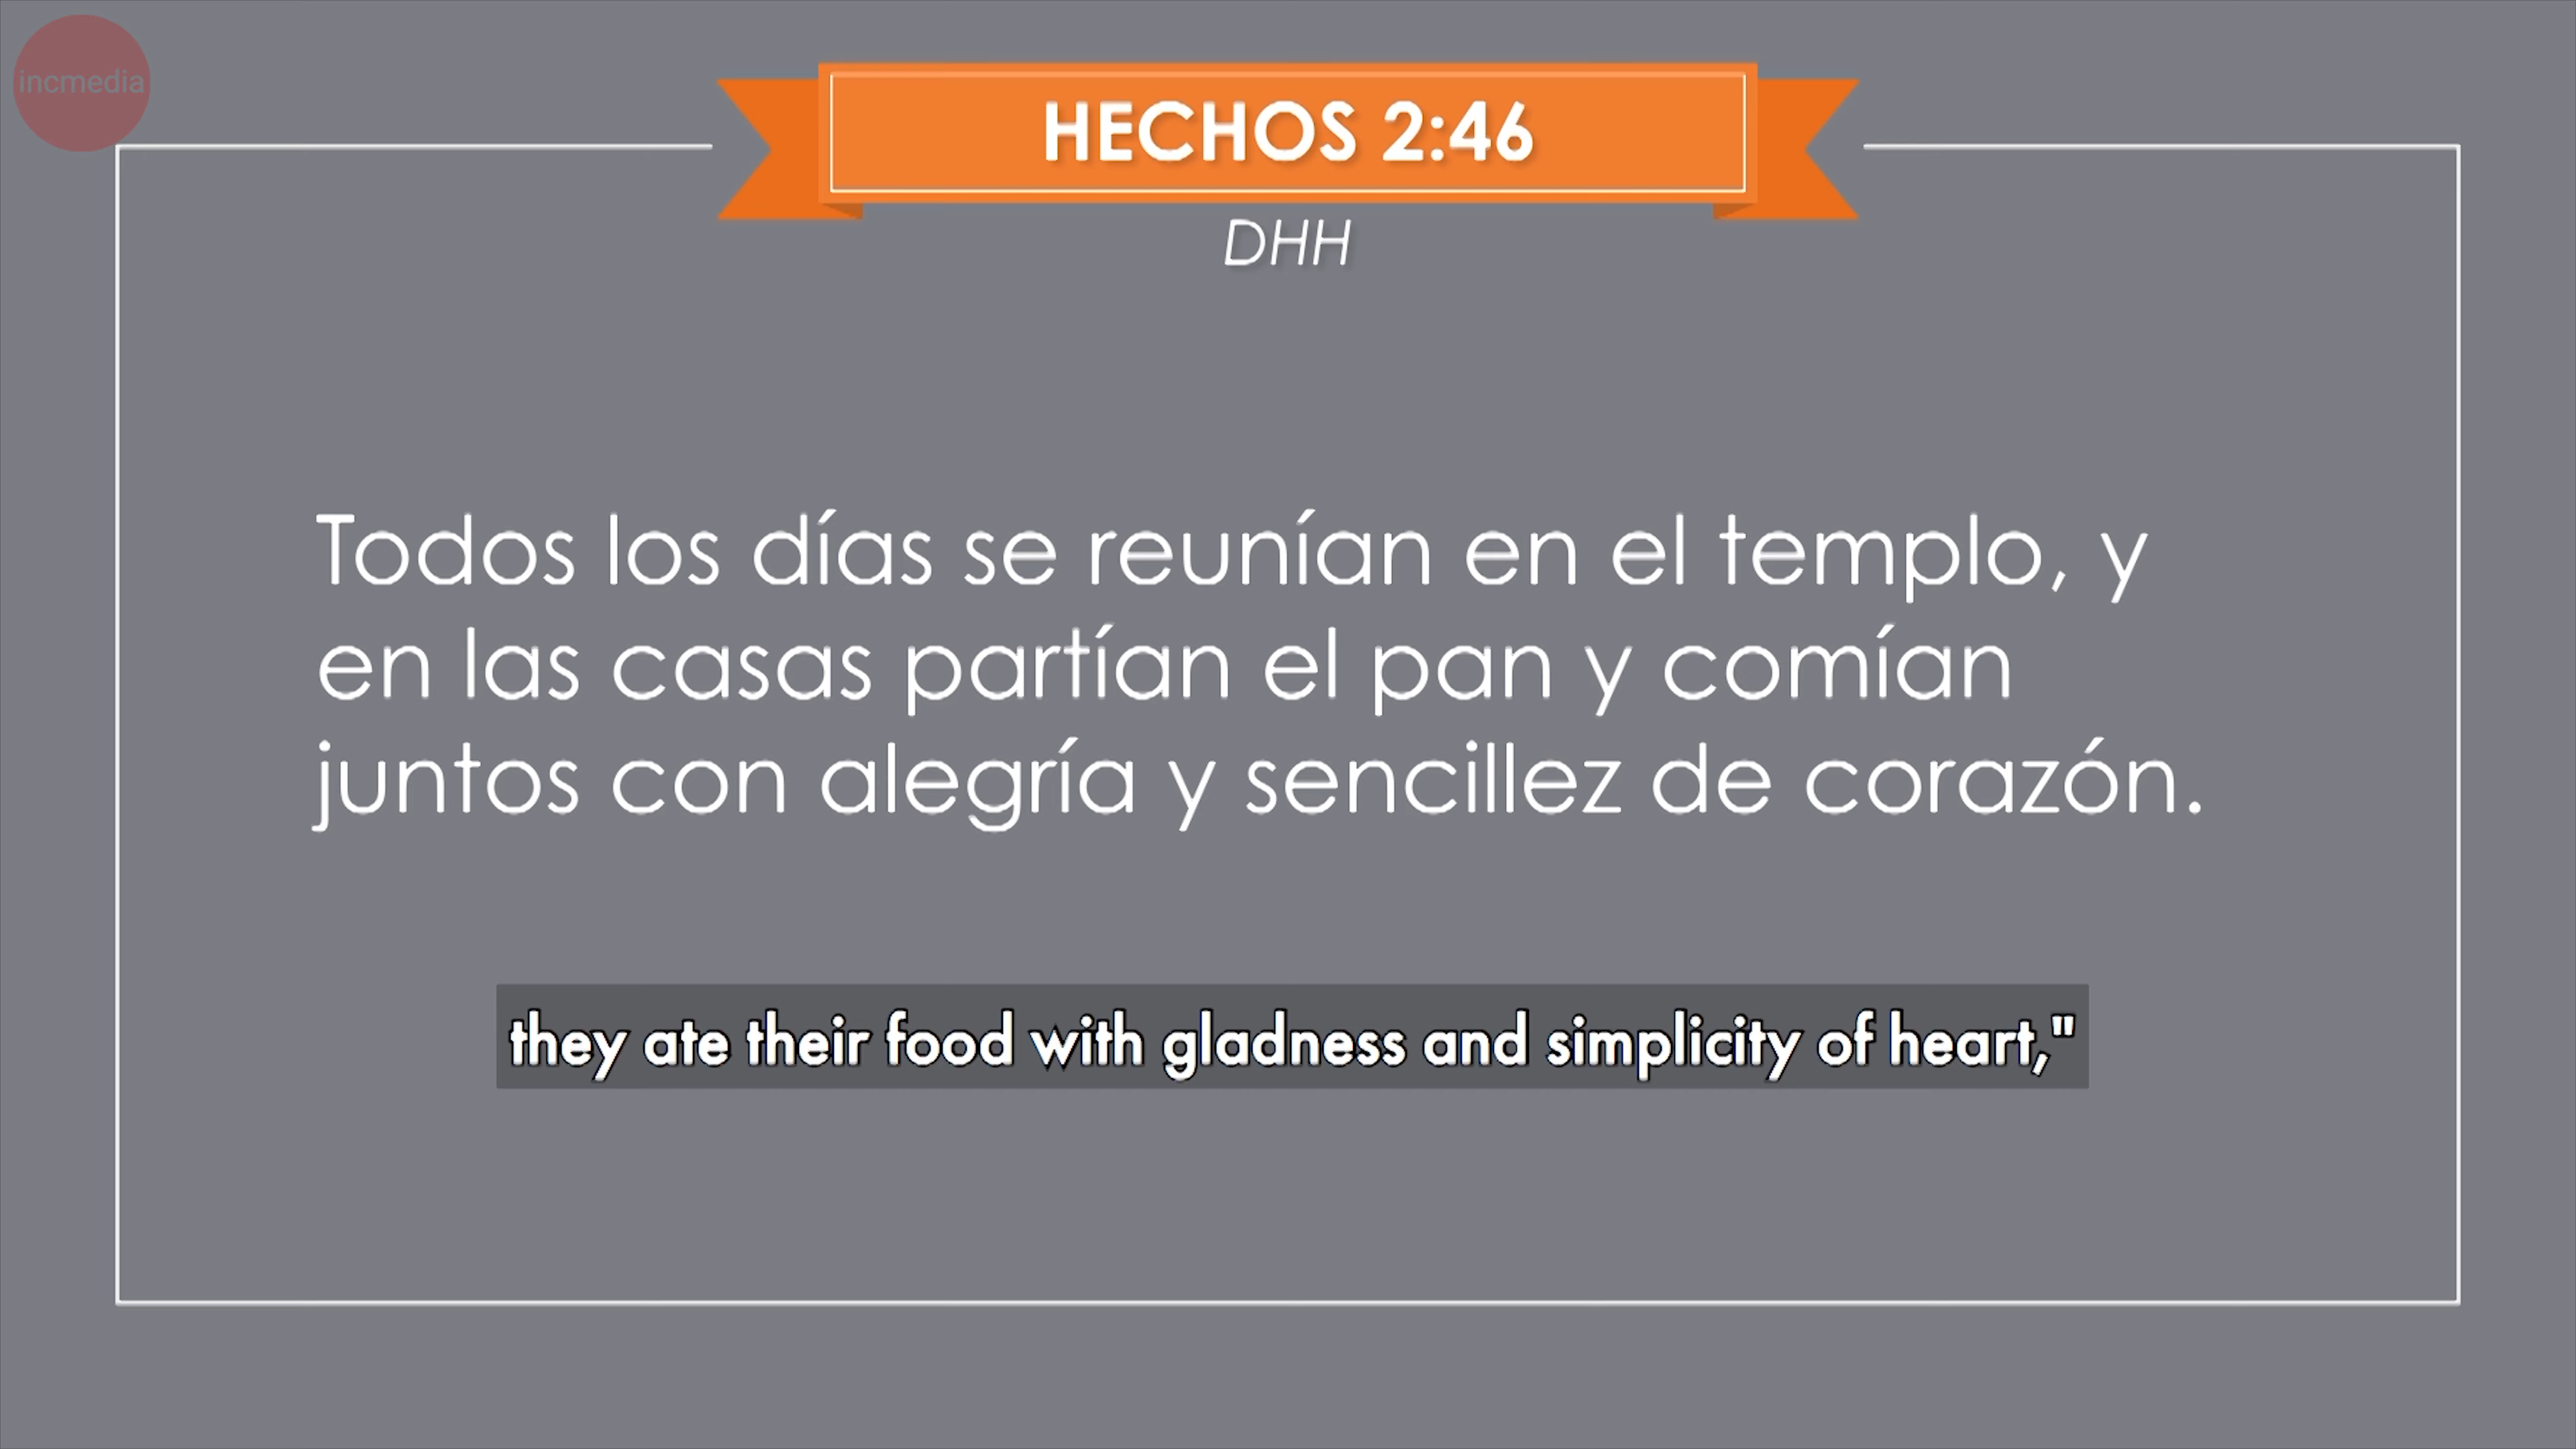 incmedia
HECHOS 2:46
DHH
Todos los días se reunían en el templo, y
en las casas partían el pan y comían
juntos con alegría y sencillez de corazón.
they ate their food with gladness and simplicity of heart,"